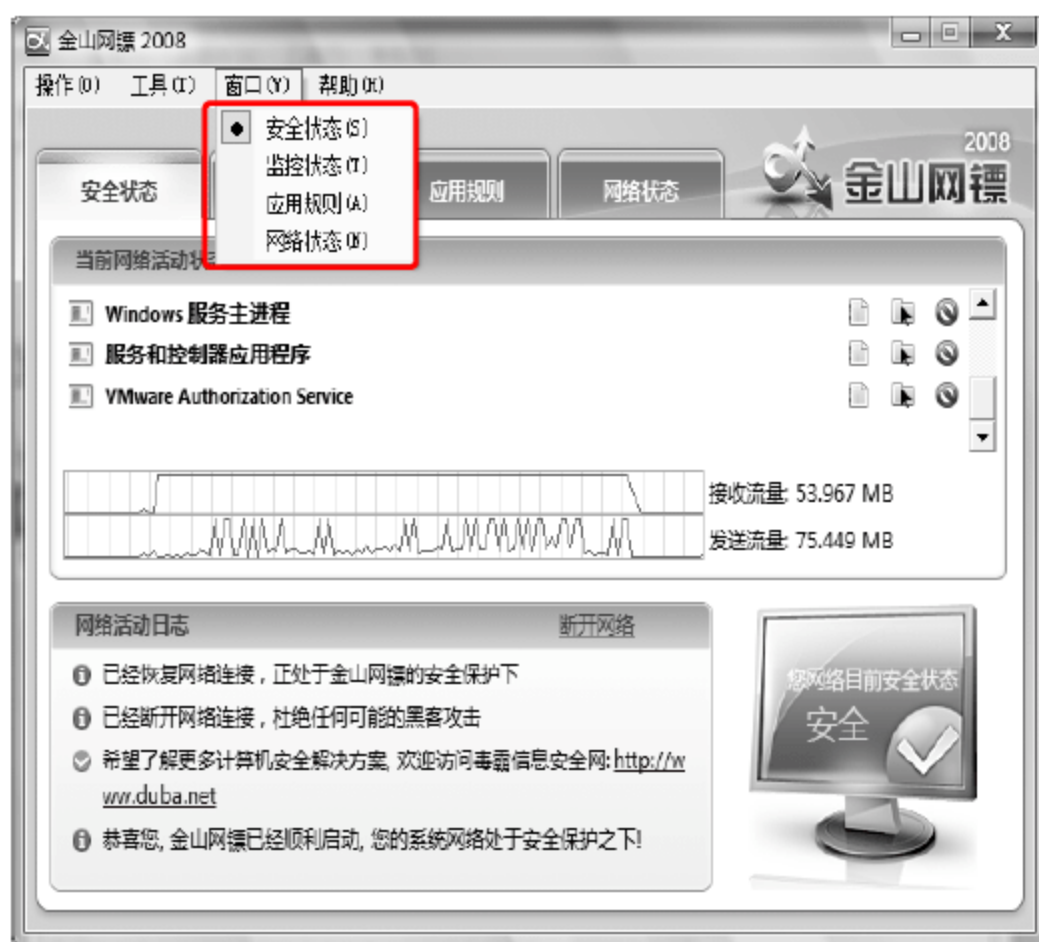 金山网镖 2008
操作(O) 工具(T) 窗口(Y) 帮助(H)
安全状态(S)
监控状态(T)
应用规则(A)
网络状态(N)
安全状态 应用规则 网络状态
2008
金山网镖
当前网络活动状
Windows 服务主进程
服务和控制器应用程序
VMware Authorization Service
接收流量: 53.967 MB
发送流量: 75.449 MB
网络活动日志 断开网络
已经恢复网络连接，正处于金山网镖的安全保护下
已经断开网络连接，杜绝任何可能的黑客攻击
希望了解更多计算机安全解决方案, 欢迎访问毒霸信息安全网: http://w
ww.duba.net
恭喜您, 金山网镖已经顺利启动, 您的系统网络处于安全保护之下!
您网络目前安全状态
安全